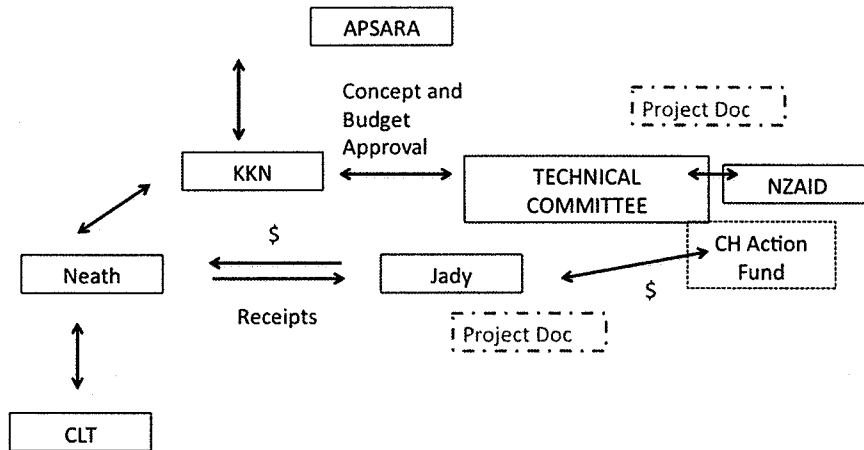 APSARA
Concept and
Budget
Approval
Project Doc
KKN
TECHNICAL
COMMITTEE
NZAID
$
CH Action
Fund
Neath
Jady
$
Receipts
Project Doc
CLT